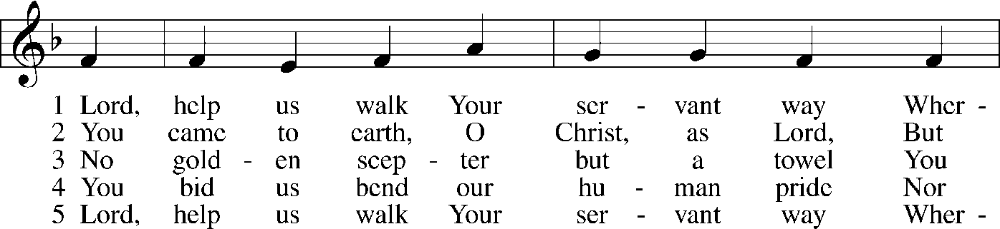 1 Lord, help us walk Your ser - vant way Wher -
2 You came to earth, O Christ, as Lord, But
3 No gold - en scep - ter but a towel You
4 You bid us bend our hu - man pride Nor
5 Lord, help us walk Your ser - vant way Wher -